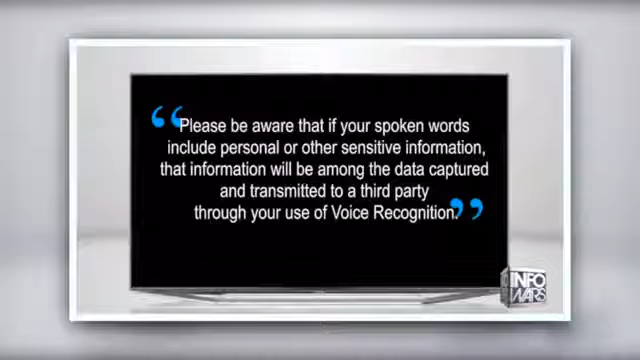 “Please be aware that if your spoken words
include personal or other sensitive information,
that information will be among the data captured
and transmitted to a third party
through your use of Voice Recognition.”
INFO
WARS